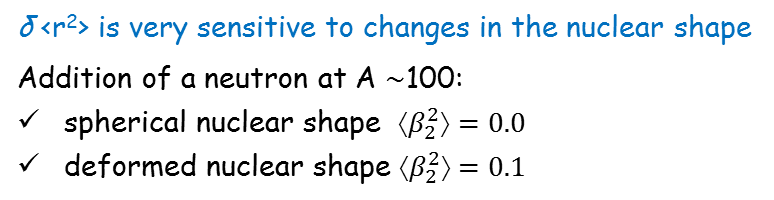 δ<r²> is very sensitive to changes in the nuclear shape
Addition of a neutron at A ~100:
✓ spherical nuclear shape ⟨β₂²⟩ = 0.0
✓ deformed nuclear shape ⟨β₂²⟩ = 0.1